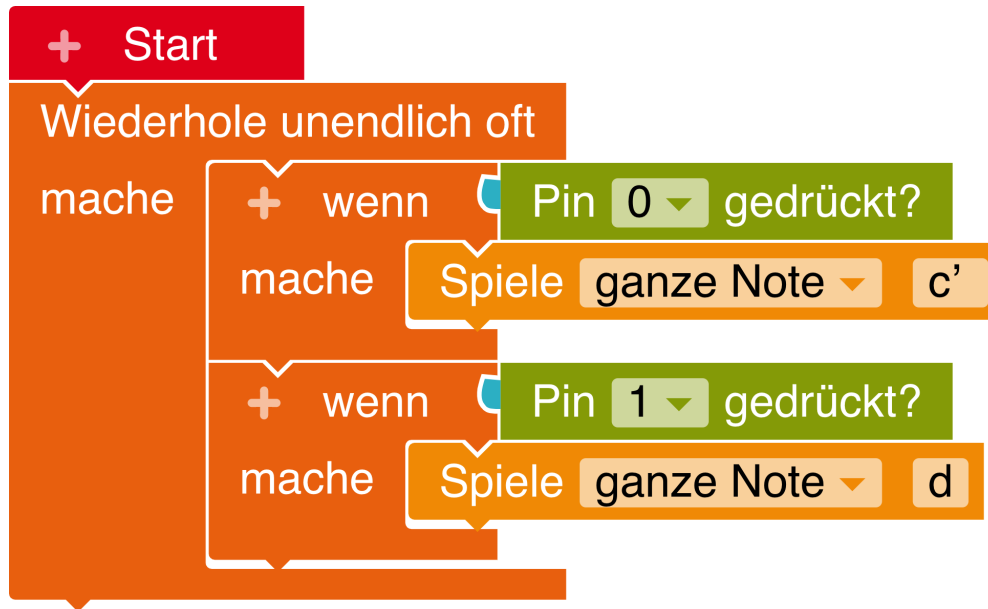 + Start
Wiederhole unendlich oft
mache + wenn Pin 0 gedrückt?
mache Spiele ganze Note c’
+ wenn Pin 1 gedrückt?
mache Spiele ganze Note d